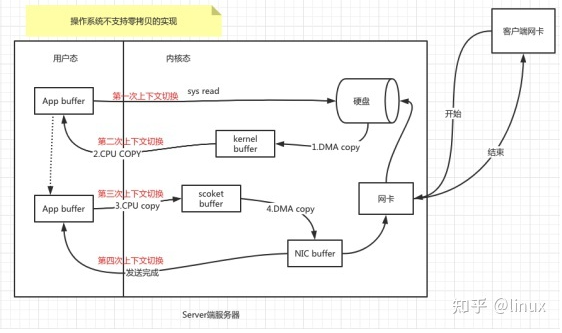 操作系统不支持零拷贝的实现
客户端网卡
用户态
内核态
App buffer
第一次上下文切换
sys read
硬盘
开始
第二次上下文切换
2.CPU COPY
kernel
buffer
1.DMA copy
结束
App buffer
第三次上下文切换
3.CPU copy
scoket
buffer
4.DMA copy
网卡
第四次上下文切换
发送完成
NIC buffer
Server端服务器
知乎 @linux